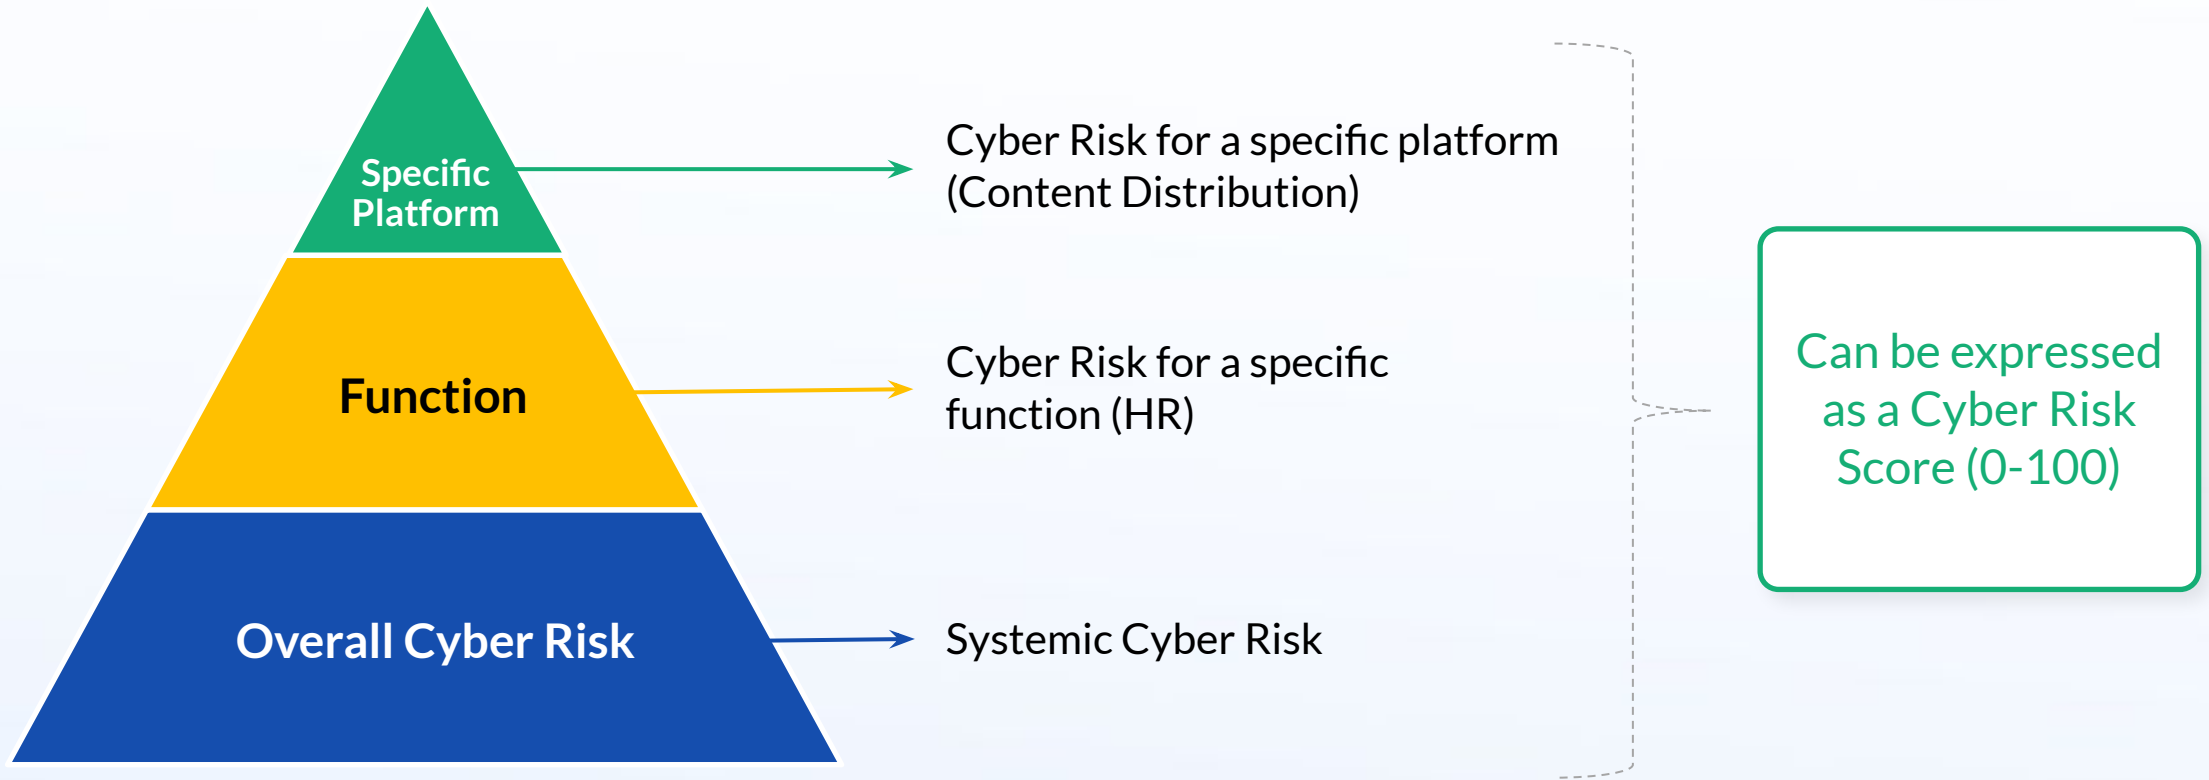 Specific
Platform
Cyber Risk for a specific platform
(Content Distribution)
Function
Cyber Risk for a specific
function (HR)
Overall Cyber Risk
Systemic Cyber Risk
Can be expressed
as a Cyber Risk
Score (0-100)